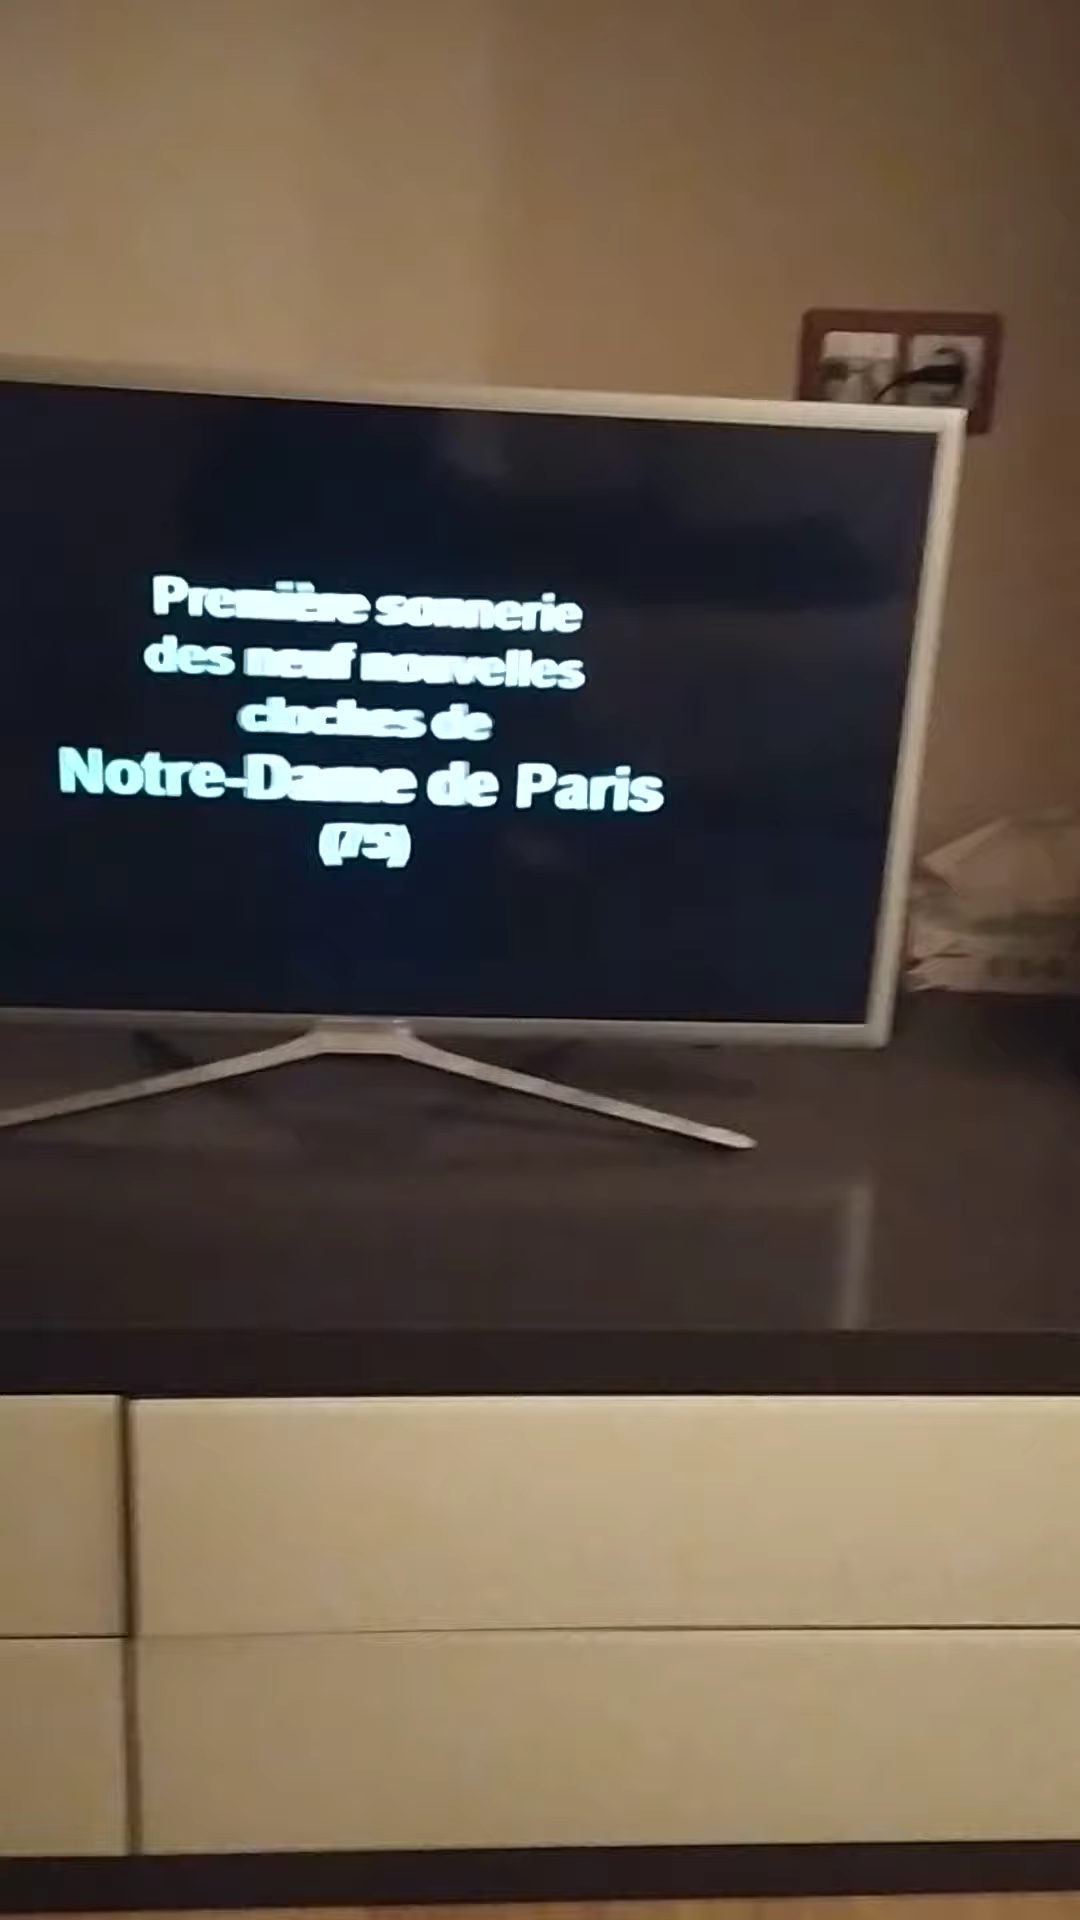 Première sonnerie
des neuf nouvelles
cloches de
Notre-Dame de Paris
(75)